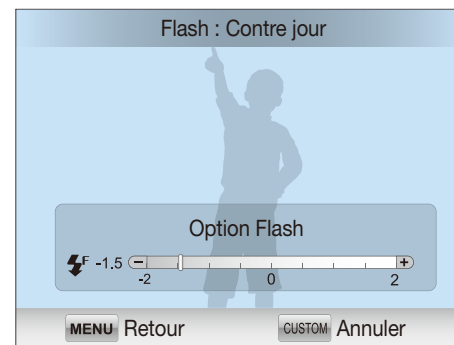 Flash : Contre jour
Option Flash
F -1.5 - +
-2 0 2
MENU Retour CUSTOM Annuler